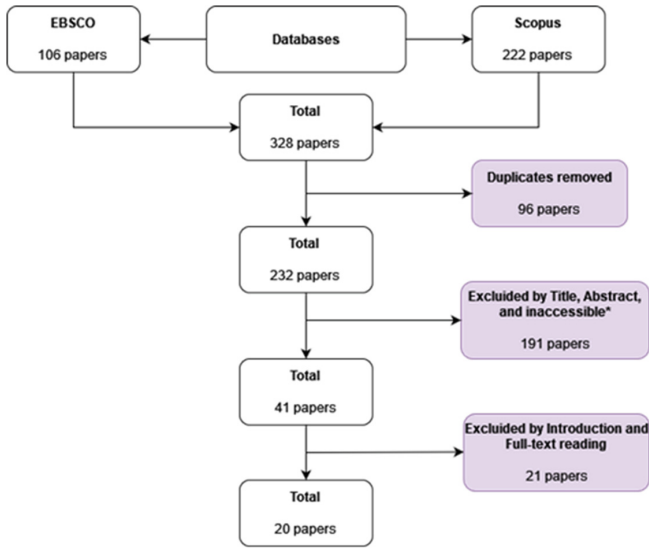 EBSCO
106 papers
Databases
Scopus
222 papers
Total
328 papers
Duplicates removed
96 papers
Total
232 papers
Excluided by Title, Abstract,
and inaccessible*
191 papers
Total
41 papers
Excluided by Introduction and
Full-text reading
21 papers
Total
20 papers